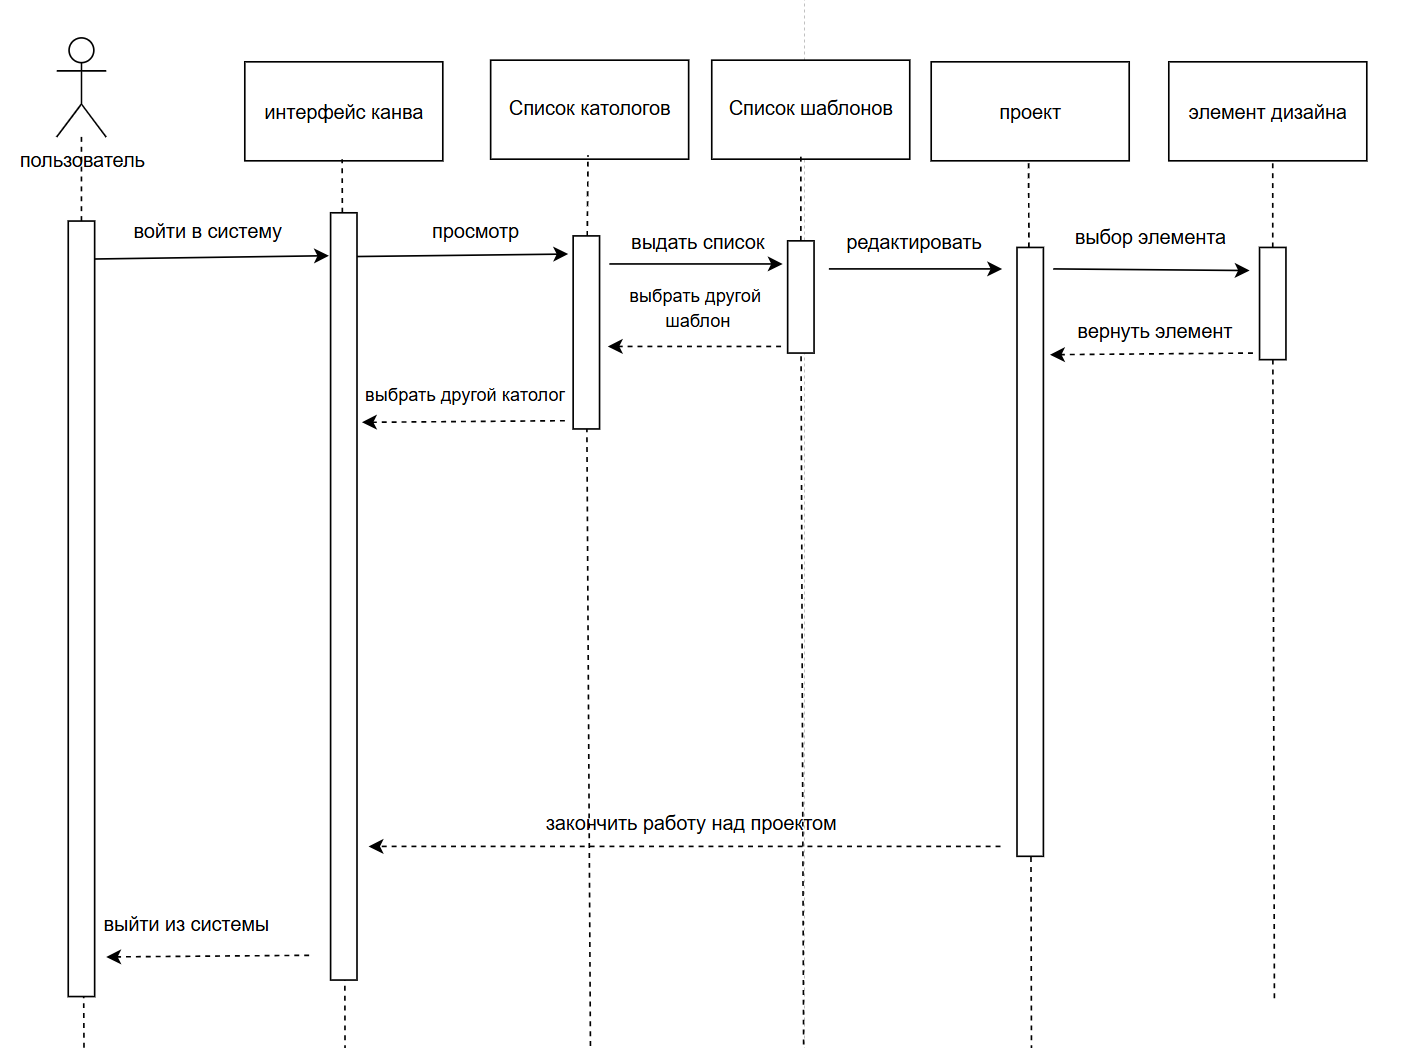 пользователь
интерфейс канва
Список катологов
Список шаблонов
проект
элемент дизайна
войти в систему
просмотр
выдать список
редактировать
выбор элемента
выбрать другой
шаблон
вернуть элемент
выбрать другой католог
закончить работу над проектом
выйти из системы